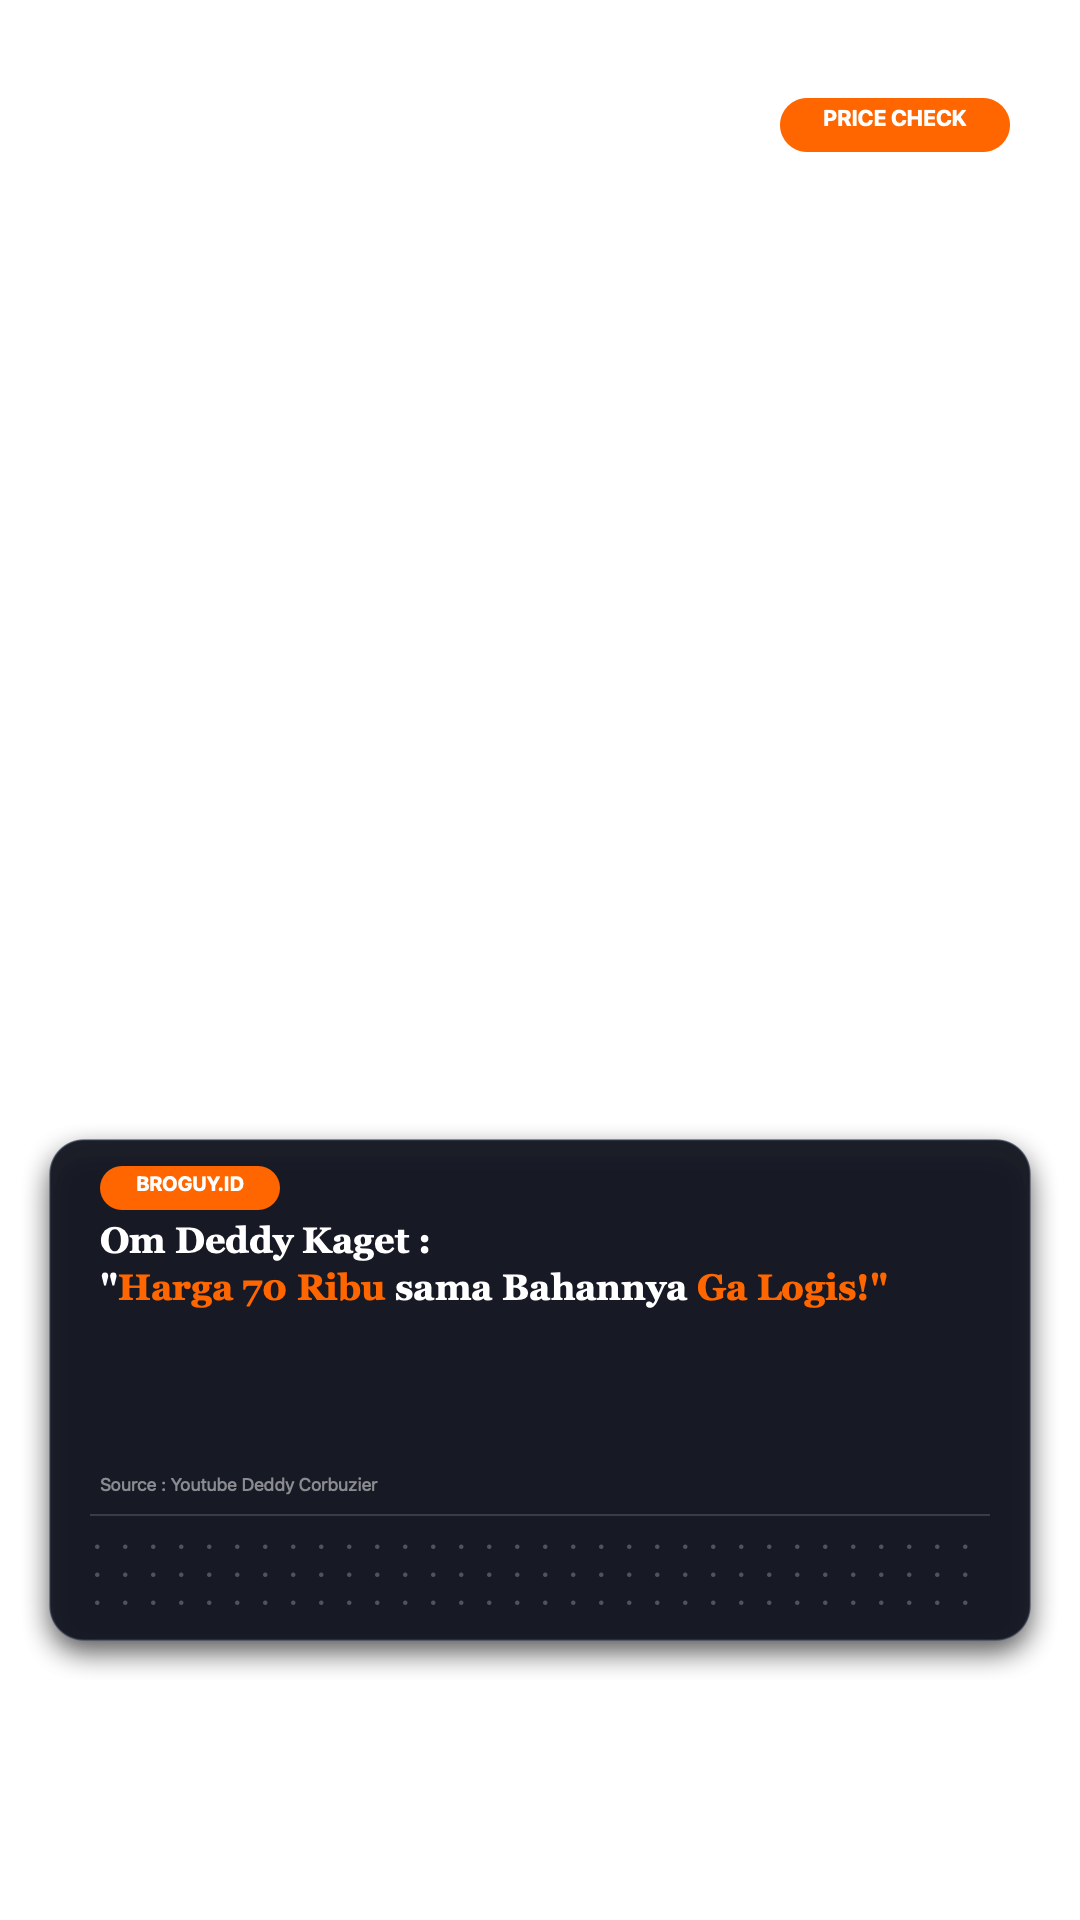 PRICE CHECK
BROGUY.ID
Om Deddy Kaget :
"Harga 70 Ribu sama Bahannya Ga Logis!"
Source : Youtube Deddy Corbuzier